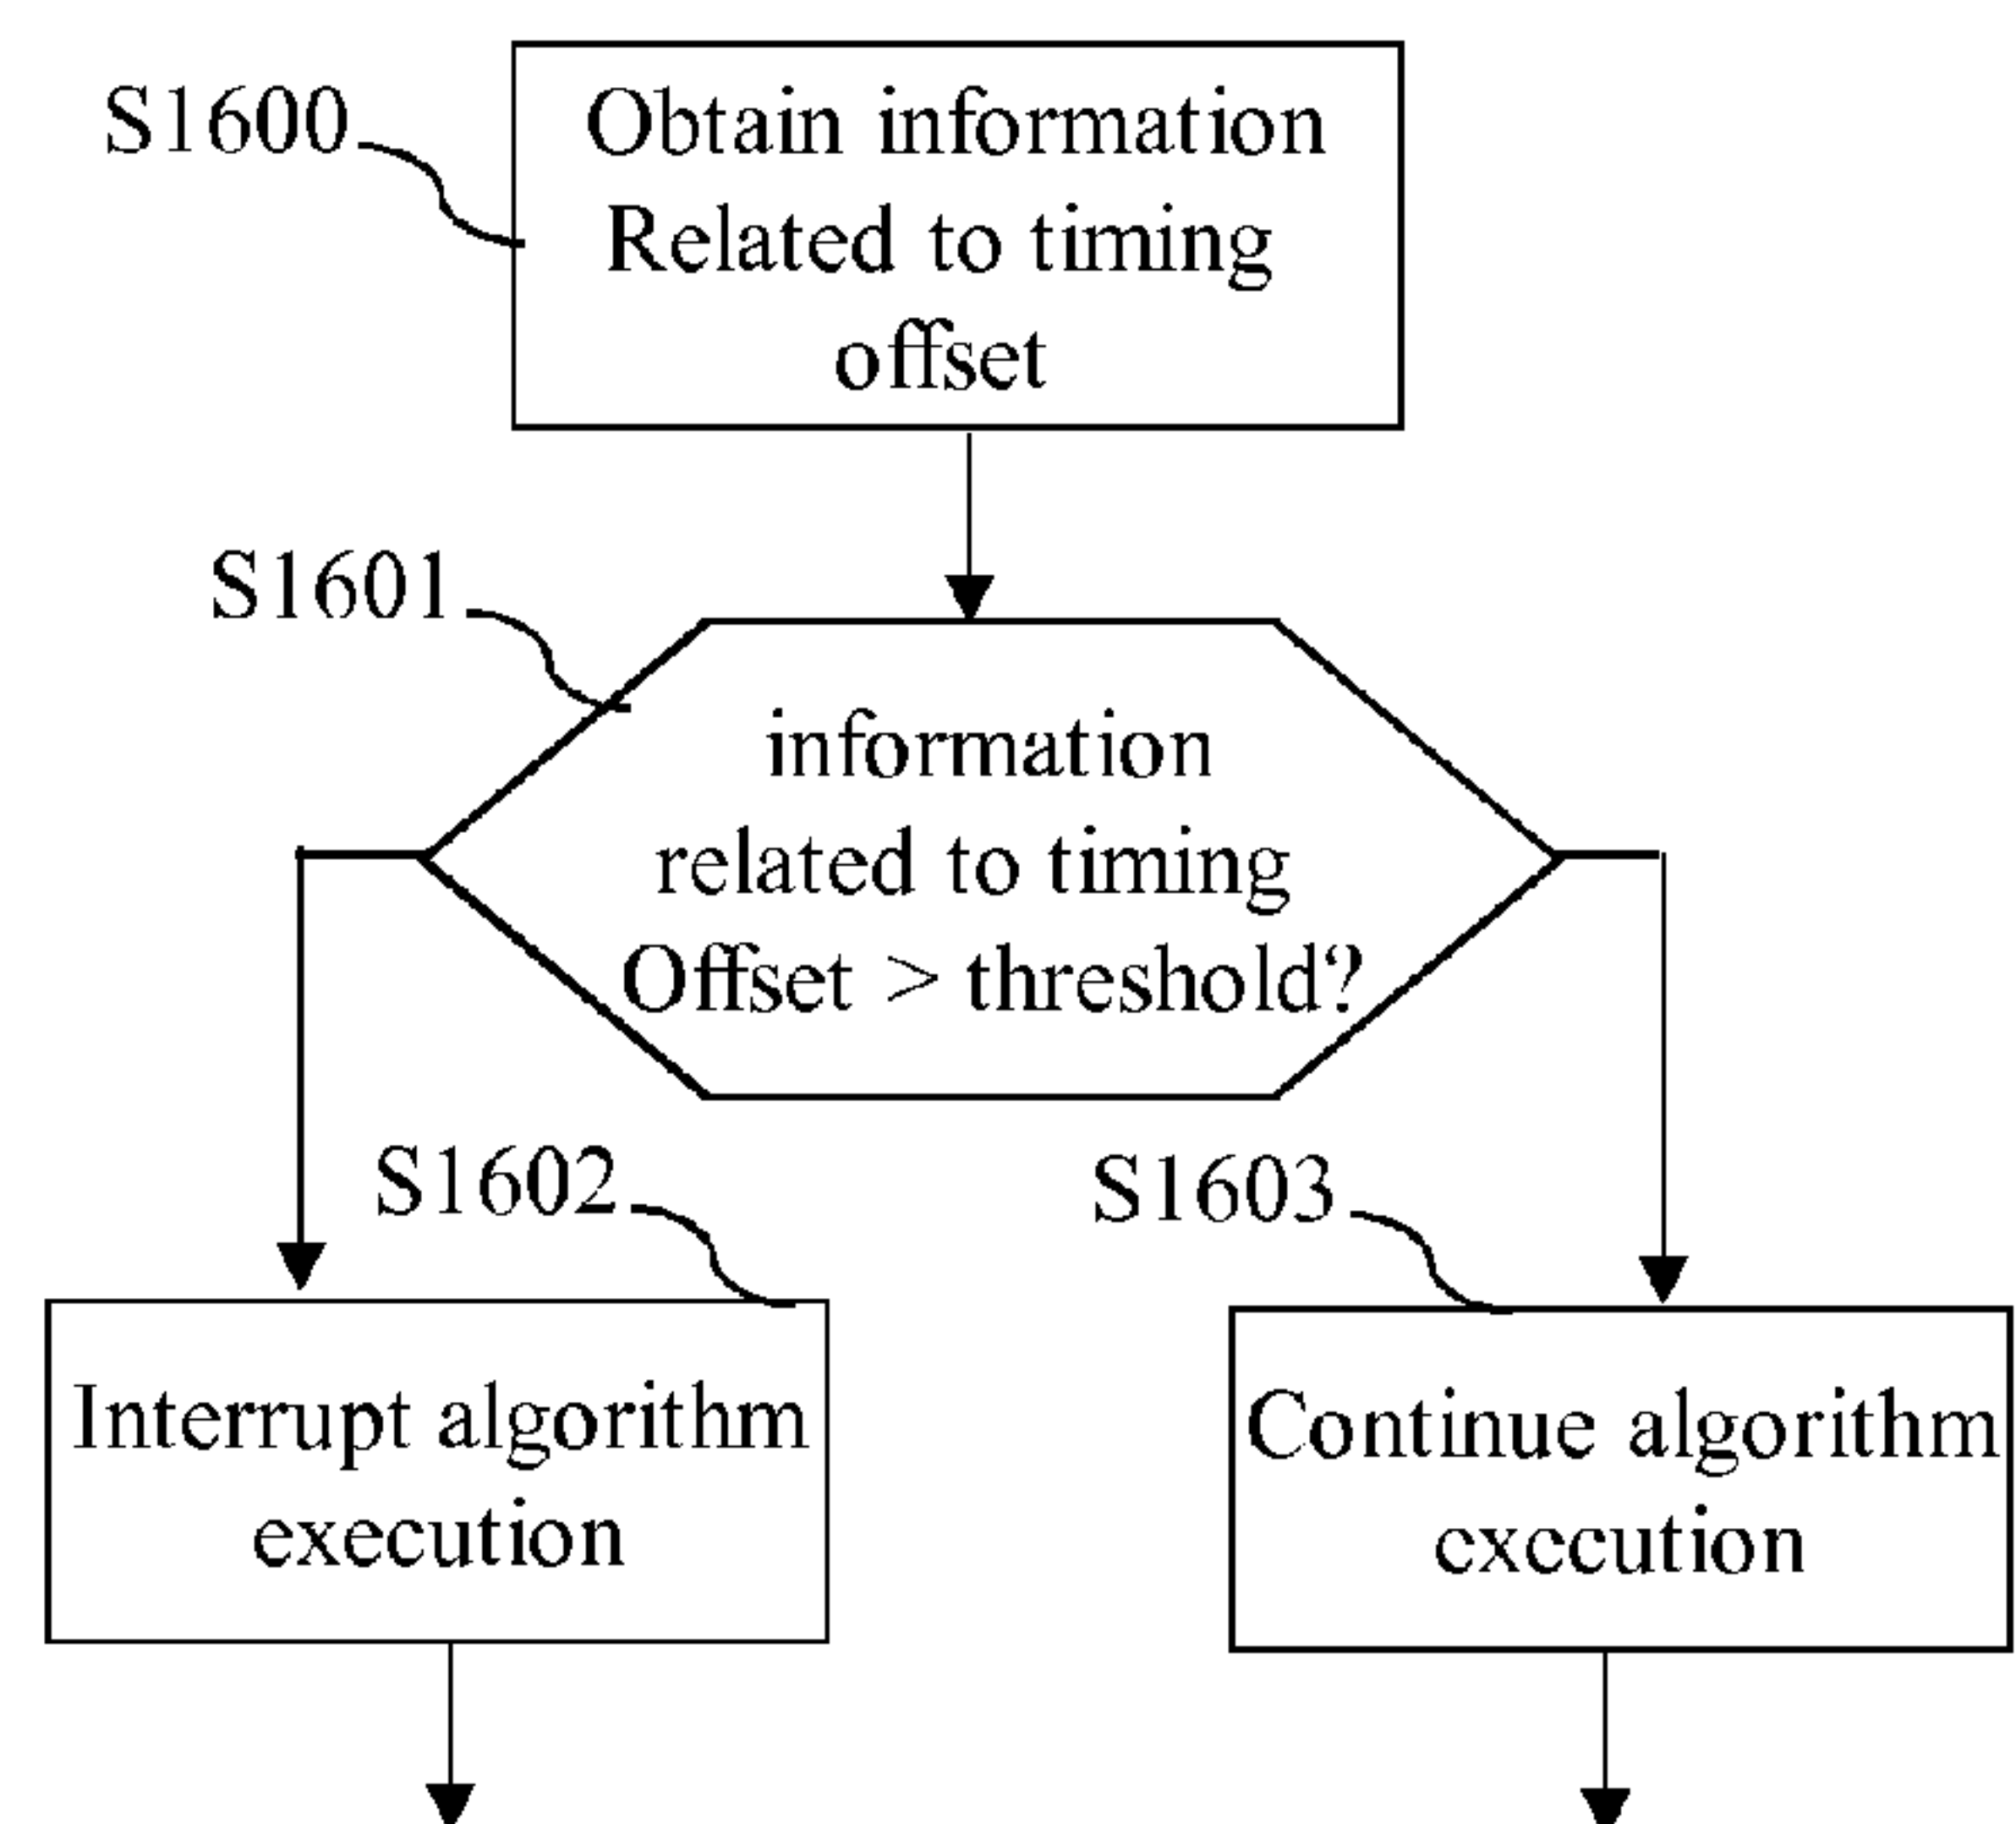 S1600
Obtain information
Related to timing
offset
S1601
information
related to timing
Offset > threshold?
S1602
S1603
Interrupt algorithm
execution
Continue algorithm
execution